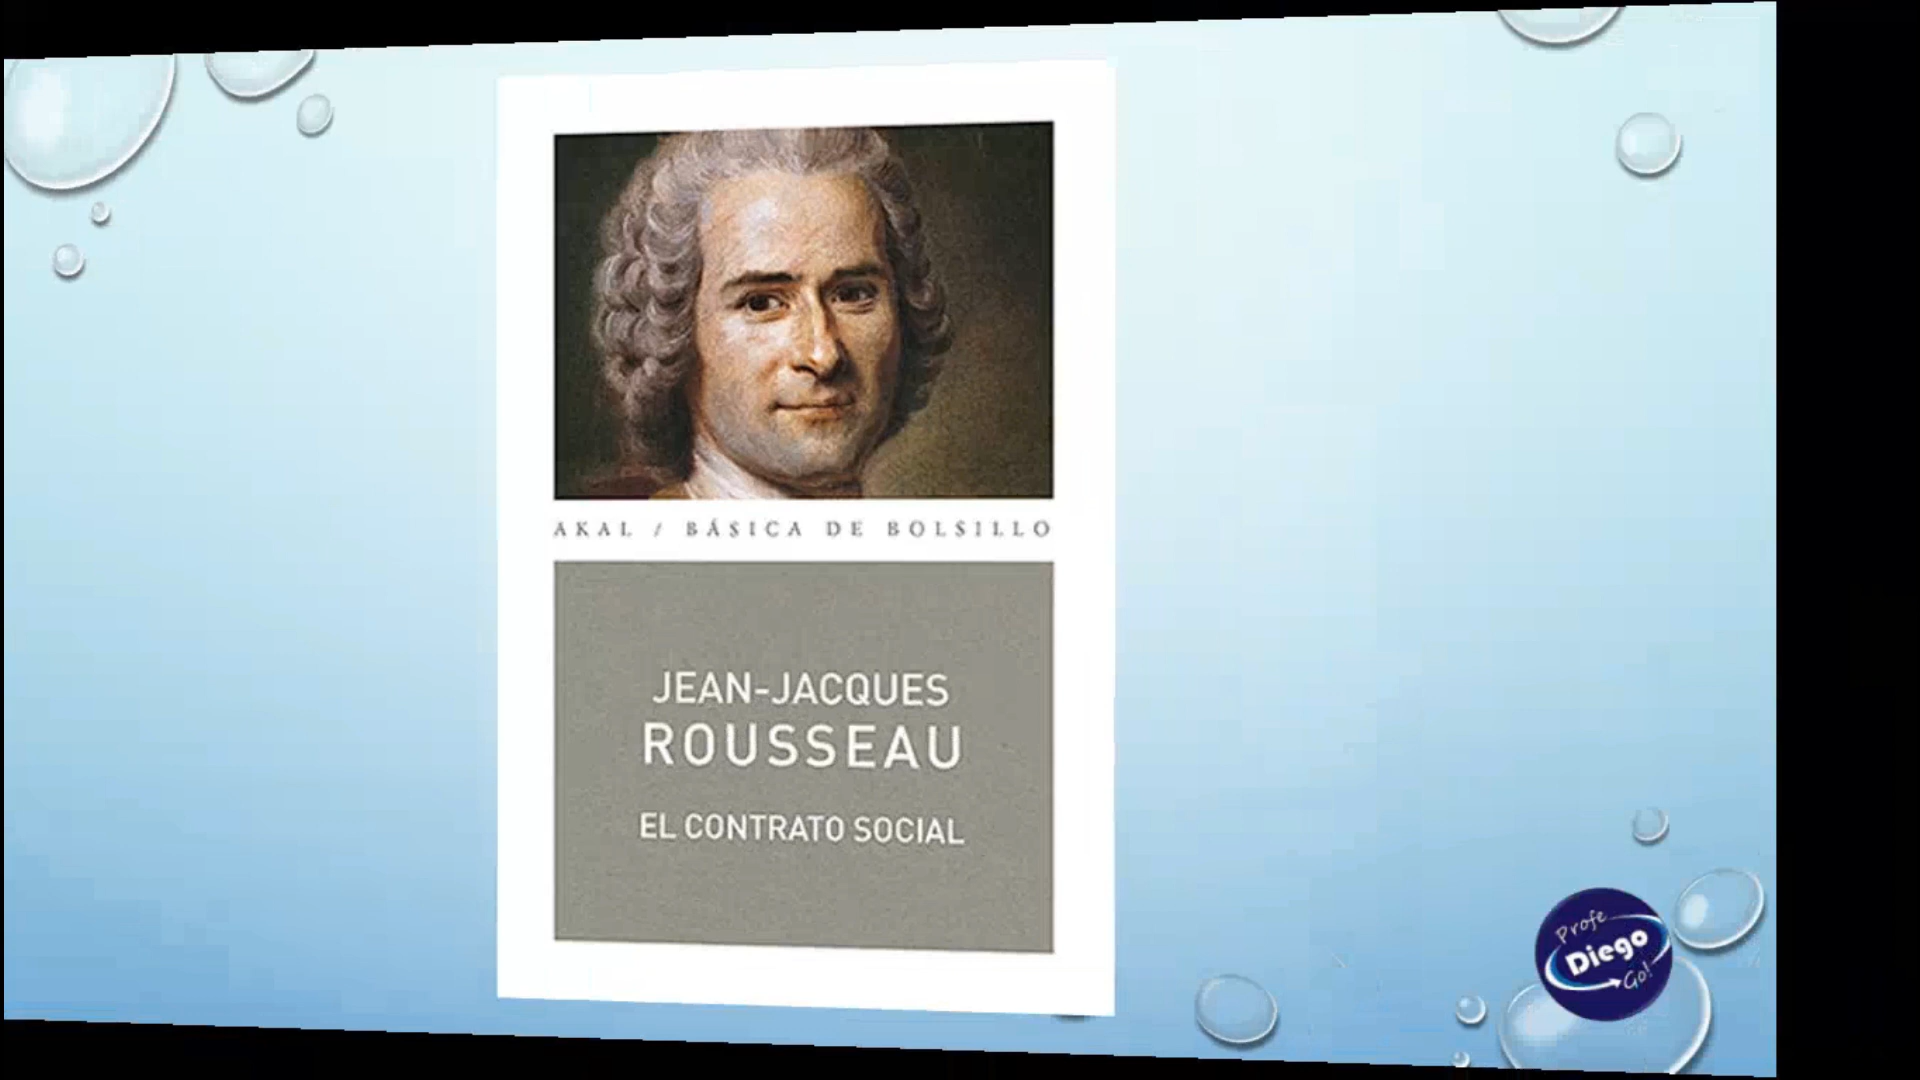 AKAL / BÁSICA DE BOLSILLO
JEAN-JACQUES
ROUSSEAU
EL CONTRATO SOCIAL
Profe
Diego
Go!